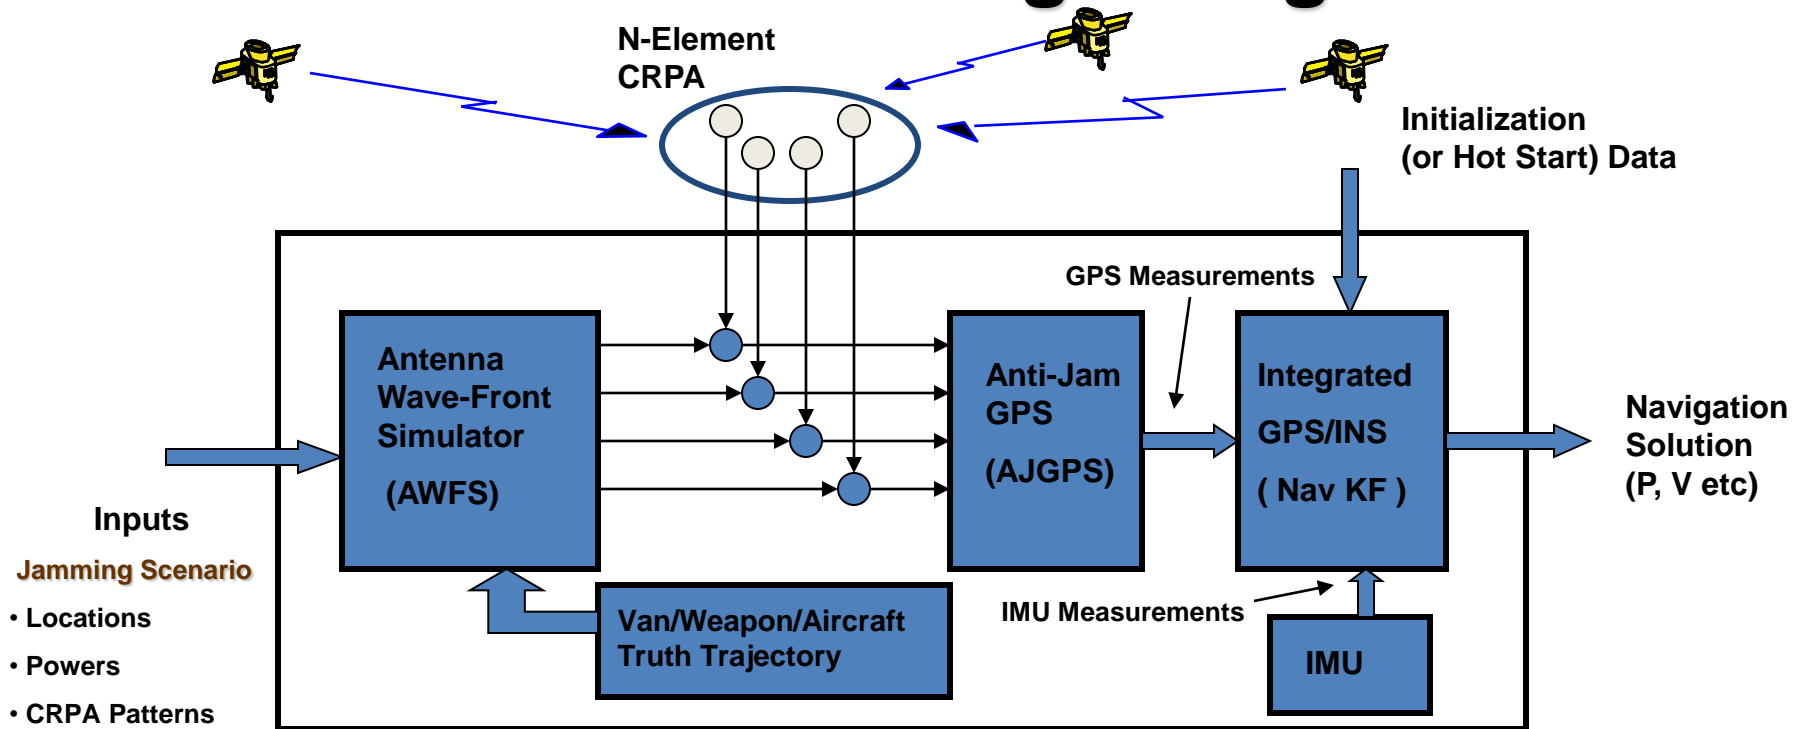 N-Element
CRPA
Initialization
(or Hot Start) Data
GPS Measurements
Antenna
Wave-Front
Simulator
(AWFS)
Anti-Jam
GPS
(AJGPS)
Integrated
GPS/INS
( Nav KF )
Navigation
Solution
(P, V etc)
Inputs
Jamming Scenario
• Locations
• Powers
• CRPA Patterns
Van/Weapon/Aircraft
Truth Trajectory
IMU Measurements
IMU